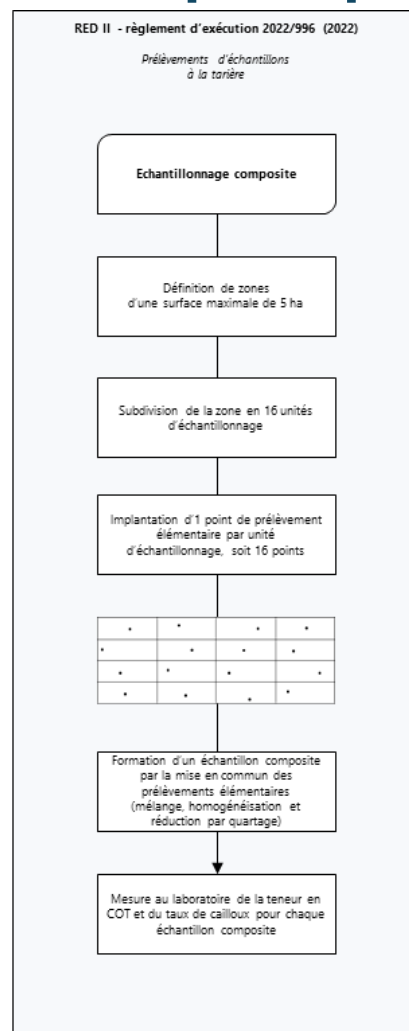 RED II - règlement d'exécution 2022/996 (2022)
Prélèvements d'échantillons
à la tarière
Echantillonnage composite
Définition de zones
d'une surface maximale de 5 ha
Subdivision de la zone en 16 unités
d'échantillonnage
Implantation d'1 point de prélèvement
élémentaire par unité
d'échantillonnage, soit 16 points
Formation d'un échantillon composite
par la mise en commun des
prélèvements élémentaires
(mélange, homogénéisation et
réduction par quartage)
Mesure au laboratoire de la teneur en
COT et du taux de cailloux pour chaque
échantillon composite